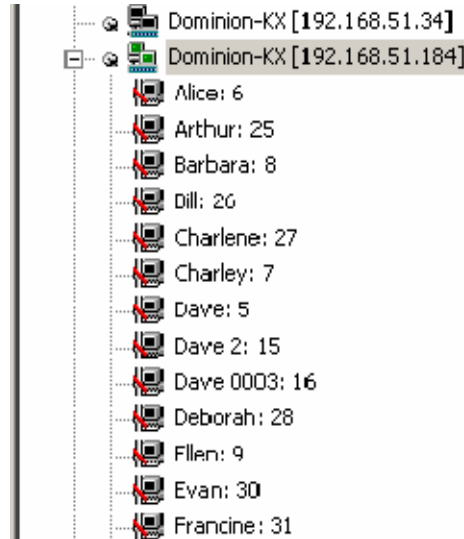 Dominion-KX [192.168.51.34]
Dominion-KX [192.168.51.184]
Alice: 6
Arthur: 25
Barbara: 8
Bill: 26
Charlene: 27
Charley: 7
Dave: 5
Dave 2: 15
Dave 0003: 16
Deborah: 28
Ellen: 9
Evan: 30
Francine: 31